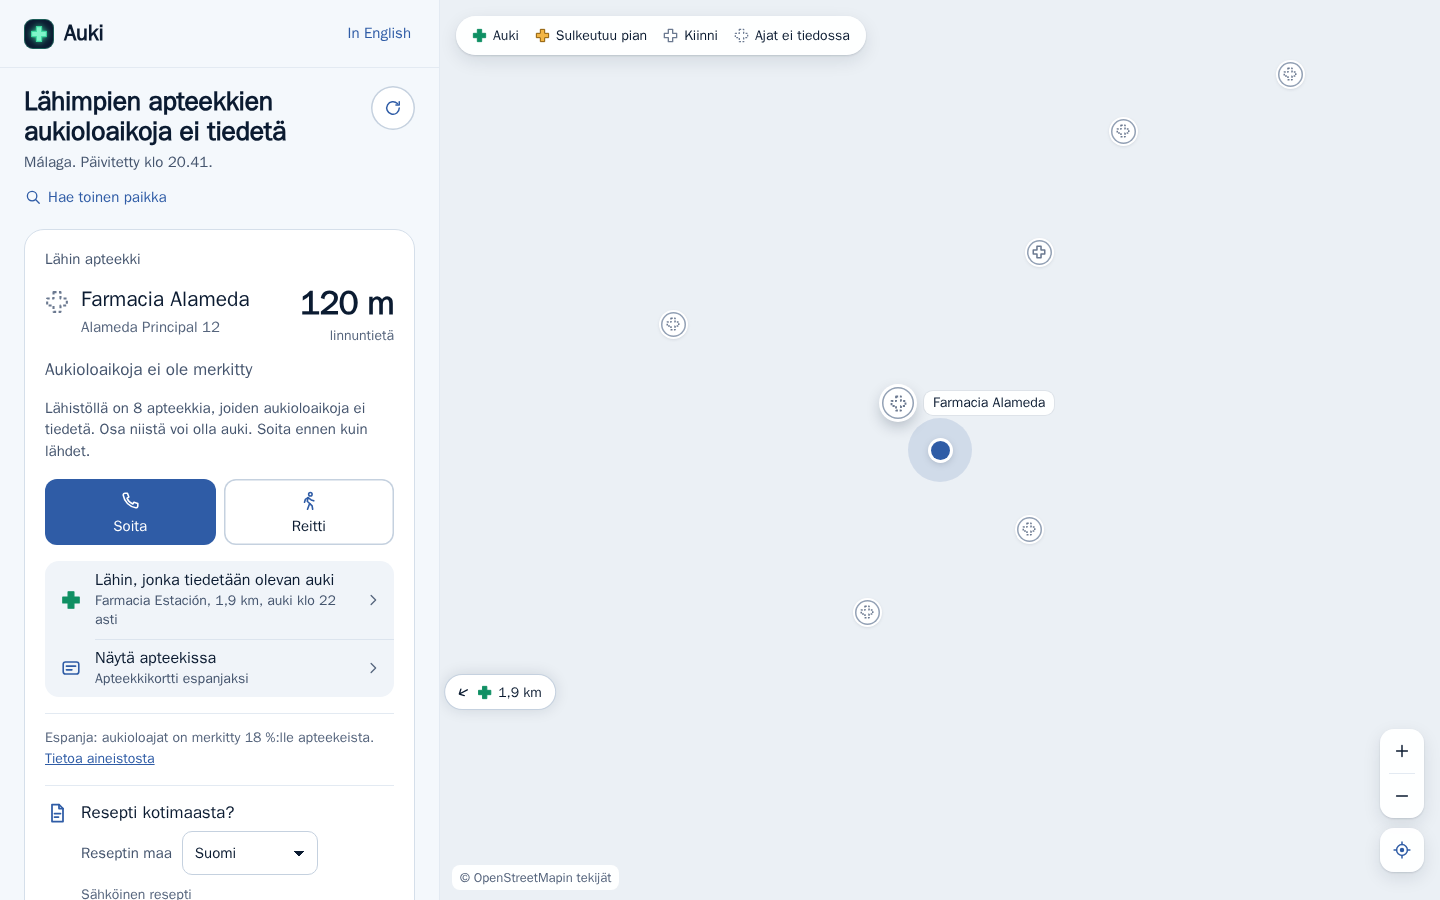 Auki
In English
Lähimpien apteekkien
aukioloaikoja ei tiedetä
Málaga. Päivitetty klo 20.41.
Hae toinen paikka
Lähin apteekki
Farmacia Alameda
120 m
Alameda Principal 12
linnuntietä
Aukioloaikoja ei ole merkitty
Lähistöllä on 8 apteekkia, joiden aukioloaikoja ei
tiedetä. Osa niistä voi olla auki. Soita ennen kuin
lähdet.
Soita
Reitti
Lähin, jonka tiedetään olevan auki
Farmacia Estación, 1,9 km, auki klo 22
asti
Näytä apteekissa
Apteekkikortti espanjaksi
Espanja: aukioloajat on merkitty 18 %:lle apteekeista.
Tietoa aineistosta
Resepti kotimaasta?
Reseptin maa
Suomi
Sähköinen resepti
Auki
Sulkeutuu pian
Kiinni
Ajat ei tiedossa
Farmacia Alameda
1,9 km
© OpenStreetMapin tekijät